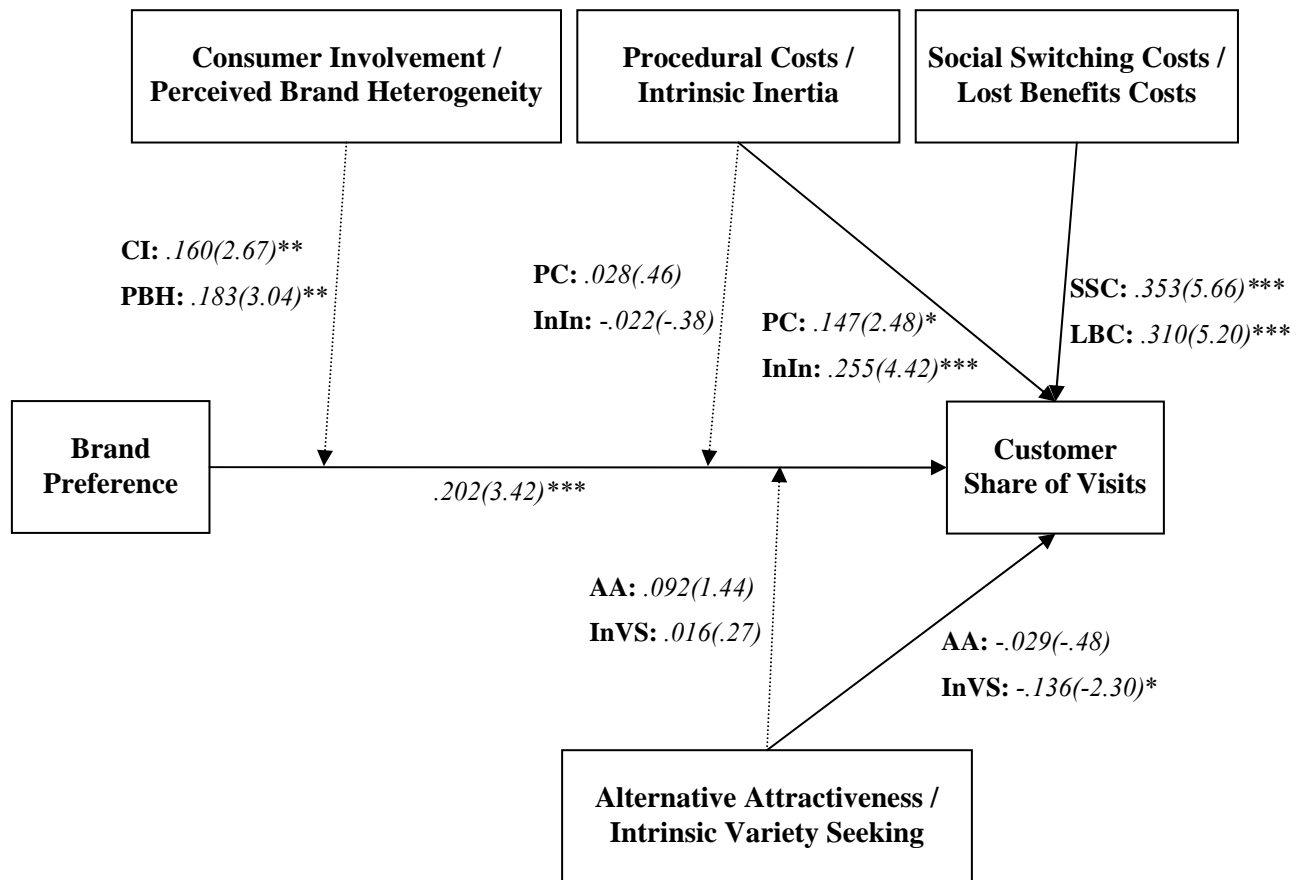 Consumer Involvement /
Perceived Brand Heterogeneity
Procedural Costs /
Intrinsic Inertia
Social Switching Costs /
Lost Benefits Costs
CI: .160(2.67)**
PBH: .183(3.04)**
PC: .028(.46)
InIn: -.022(-.38)
PC: .147(2.48)*
InIn: .255(4.42)***
SSC: .353(5.66)***
LBC: .310(5.20)***
Brand
Preference
.202(3.42)***
Customer
Share of Visits
AA: .092(1.44)
InVS: .016(.27)
AA: -.029(-.48)
InVS: -.136(-2.30)*
Alternative Attractiveness /
Intrinsic Variety Seeking